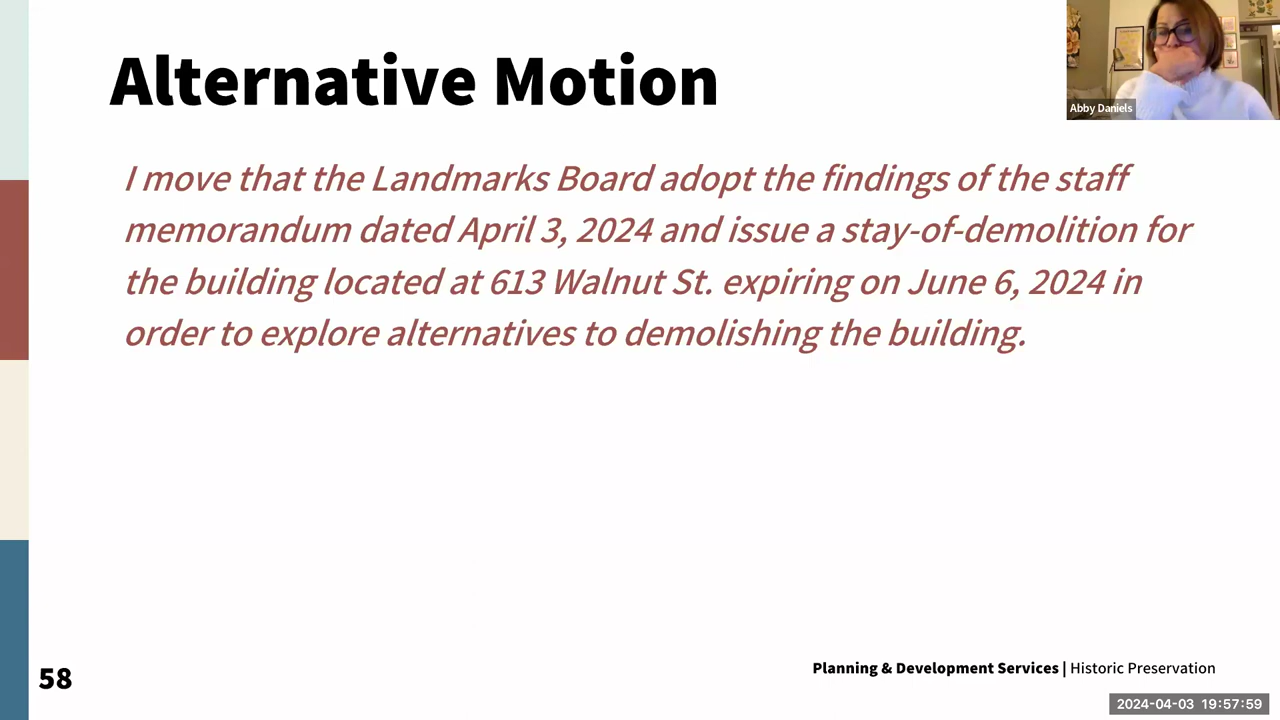 Alternative Motion
Abby Daniels
I move that the Landmarks Board adopt the findings of the staff
memorandum dated April 3, 2024 and issue a stay-of-demolition for
the building located at 613 Walnut St. expiring on June 6, 2024 in
order to explore alternatives to demolishing the building.
58
Planning & Development Services | Historic Preservation
2024-04-03 19:57:59